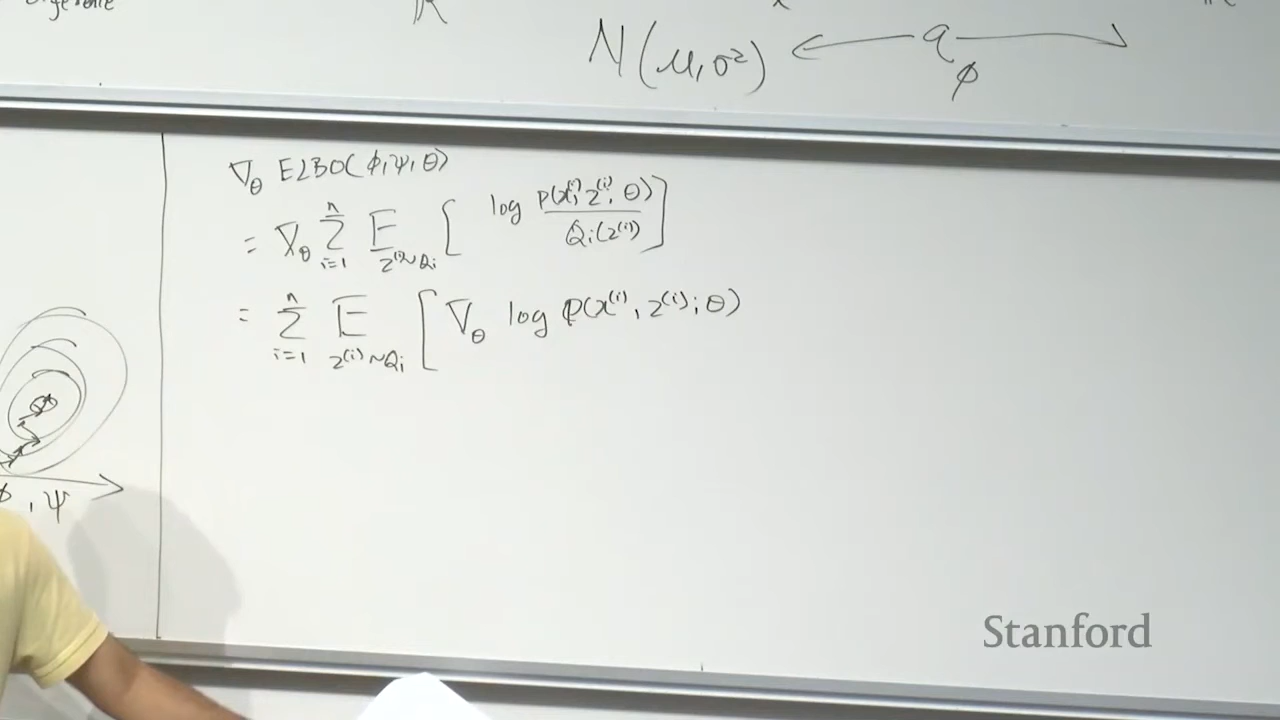 ℝ
N(μ, σ²) ← q_φ →
∇_θ ELBO(φ, ψ, θ)
= ∇_θ Σ_{i=1}^{n} E_{z^{(i)}~Q_i} [ log P(x^{(i)}, z^{(i)}; θ) / Q_i(z^{(i)}) ]
= Σ_{i=1}^{n} E_{z^{(i)}~Q_i} [ ∇_θ log P(x^{(i)}, z^{(i)}; θ)
φ, ψ
Stanford